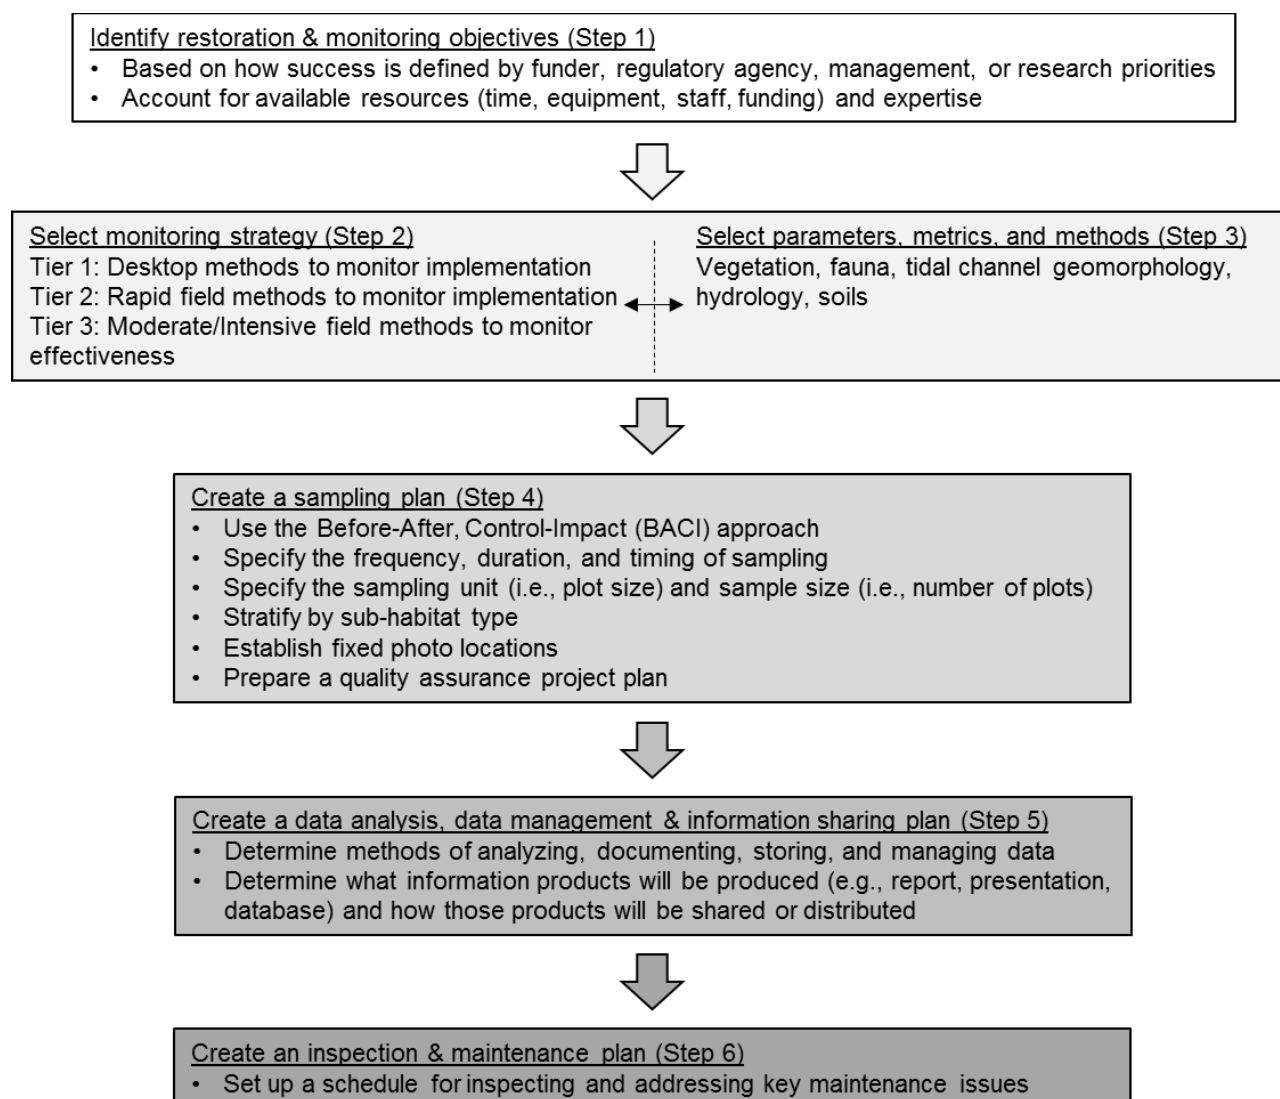 Identify restoration & monitoring objectives (Step 1)
• Based on how success is defined by funder, regulatory agency, management, or research priorities
• Account for available resources (time, equipment, staff, funding) and expertise
Select monitoring strategy (Step 2)
Tier 1: Desktop methods to monitor implementation
Tier 2: Rapid field methods to monitor implementation
Tier 3: Moderate/Intensive field methods to monitor
effectiveness
Select parameters, metrics, and methods (Step 3)
Vegetation, fauna, tidal channel geomorphology,
hydrology, soils
Create a sampling plan (Step 4)
• Use the Before-After, Control-Impact (BACI) approach
• Specify the frequency, duration, and timing of sampling
• Specify the sampling unit (i.e., plot size) and sample size (i.e., number of plots)
• Stratify by sub-habitat type
• Establish fixed photo locations
• Prepare a quality assurance project plan
Create a data analysis, data management & information sharing plan (Step 5)
• Determine methods of analyzing, documenting, storing, and managing data
• Determine what information products will be produced (e.g., report, presentation,
database) and how those products will be shared or distributed
Create an inspection & maintenance plan (Step 6)
• Set up a schedule for inspecting and addressing key maintenance issues